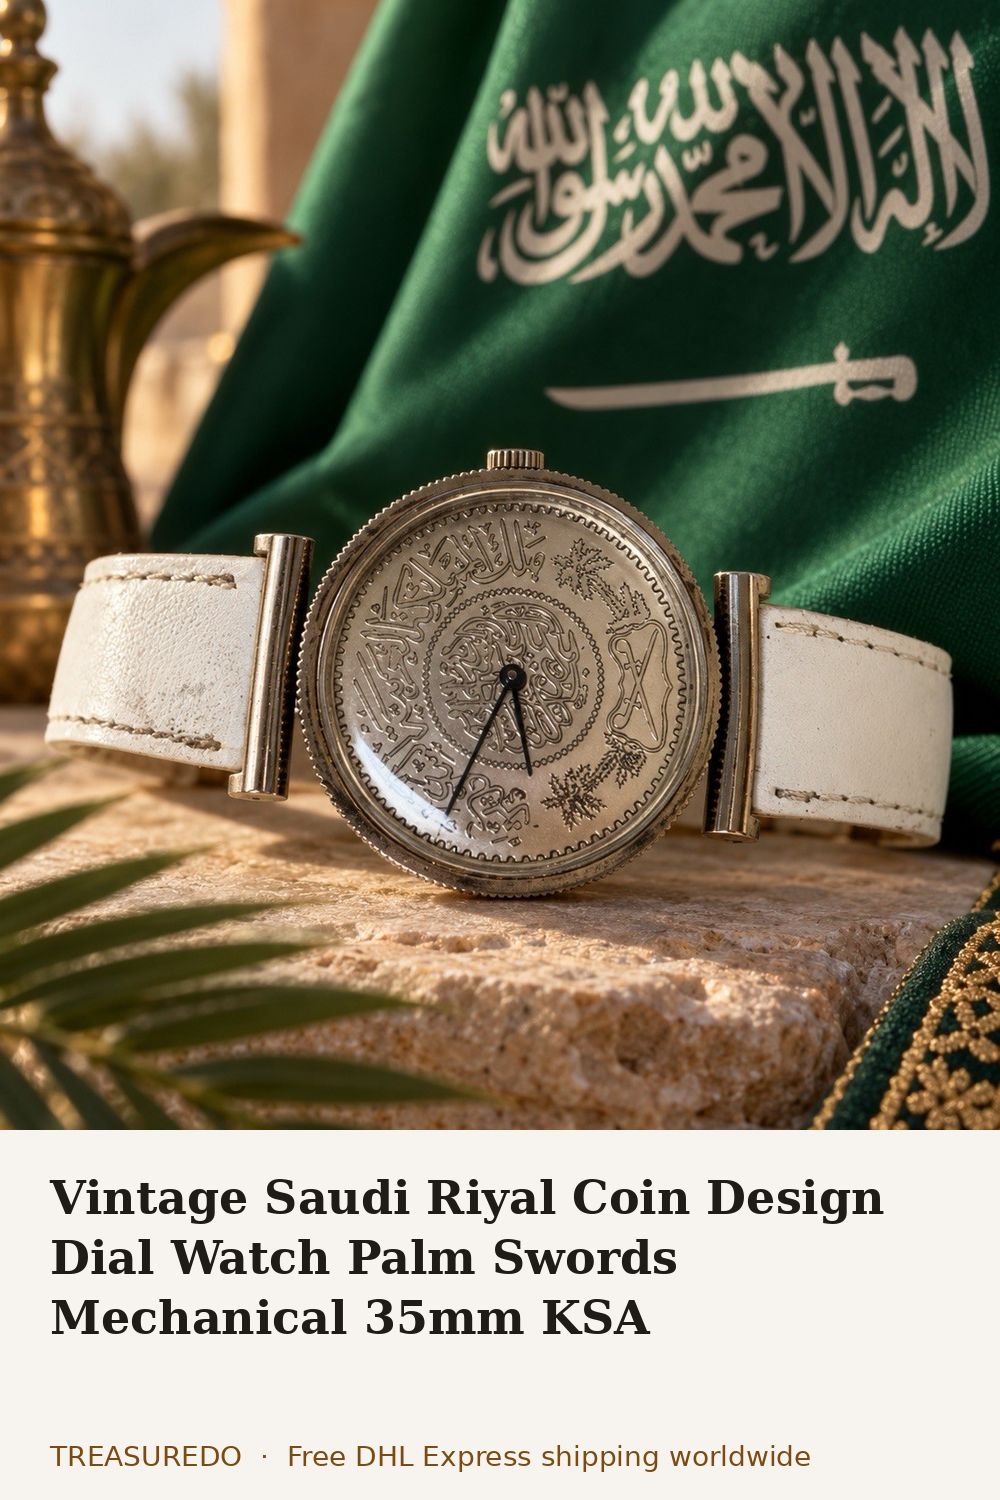 لا إله إلا الله محمد رسول الله
Vintage Saudi Riyal Coin Design
Dial Watch Palm Swords
Mechanical 35mm KSA
TREASUREDO · Free DHL Express shipping worldwide